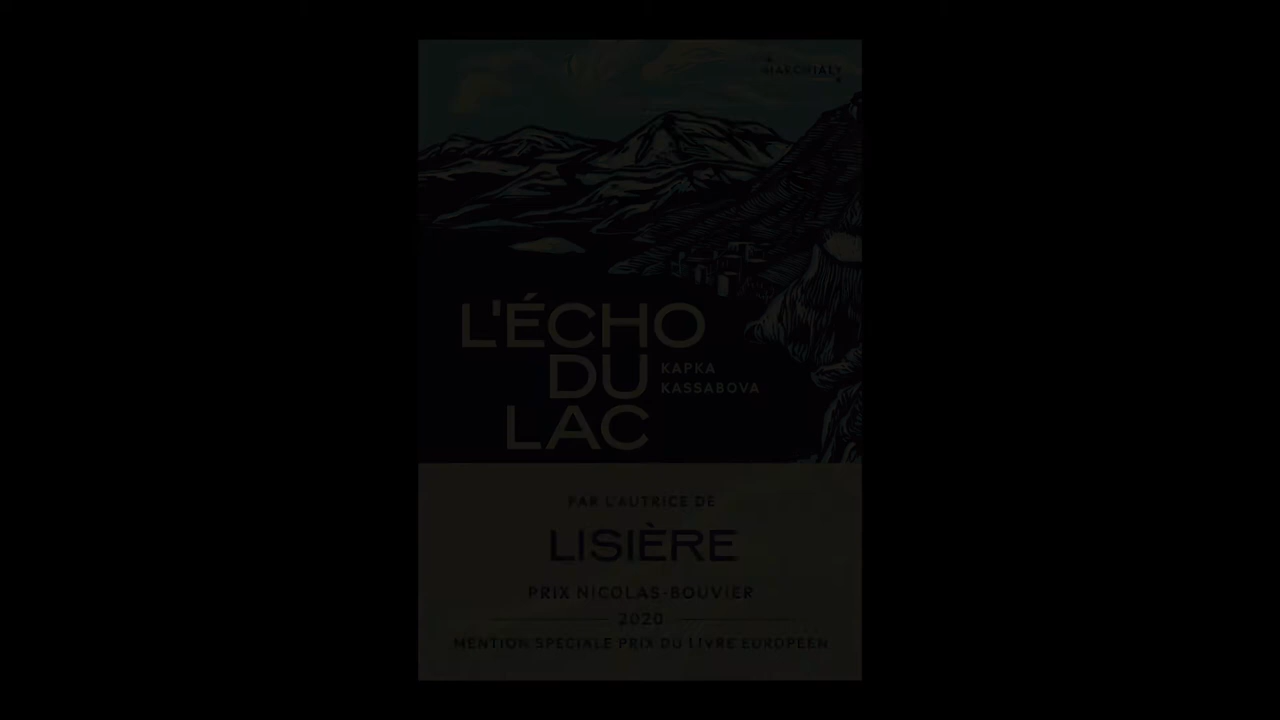 MARCHIALY
L'ÉCHO
DU
LAC
KAPKA
KASSABOVA
PAR L'AUTRICE DE
LISIÈRE
PRIX NICOLAS-BOUVIER
2020
MENTION SPÉCIALE PRIX DU LIVRE EUROPÉEN